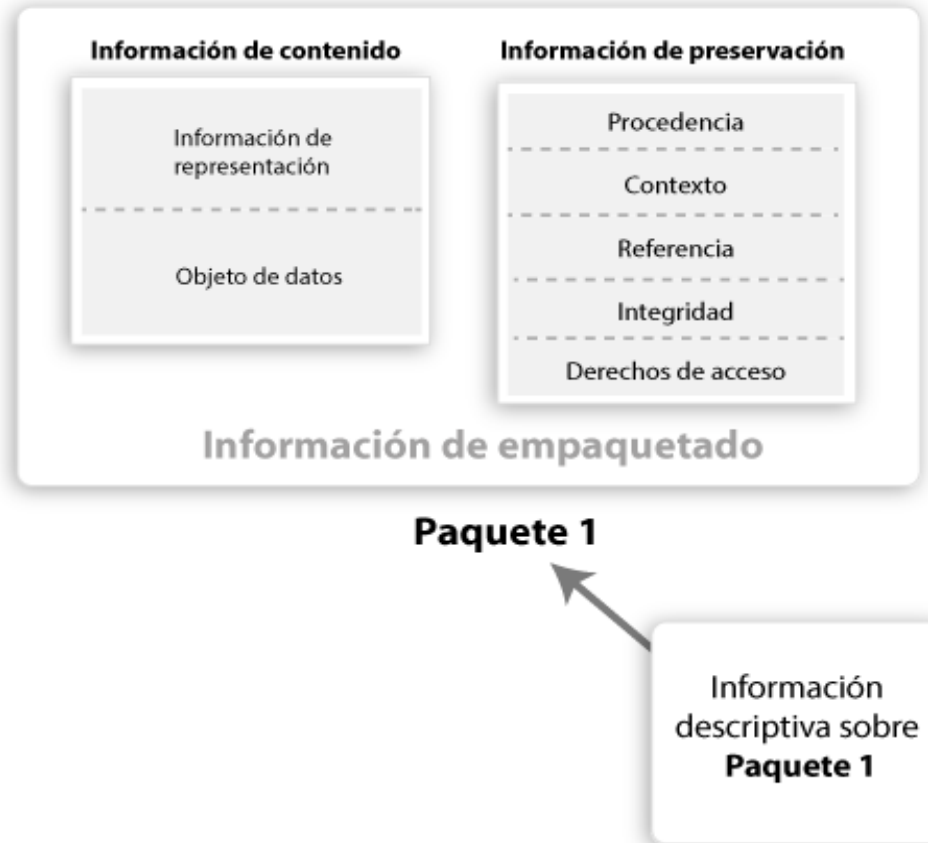 Información de contenido
Información de
representación
Objeto de datos
Información de preservación
Procedencia
Contexto
Referencia
Integridad
Derechos de acceso
Información de empaquetado
Paquete 1
Información
descriptiva sobre
Paquete 1